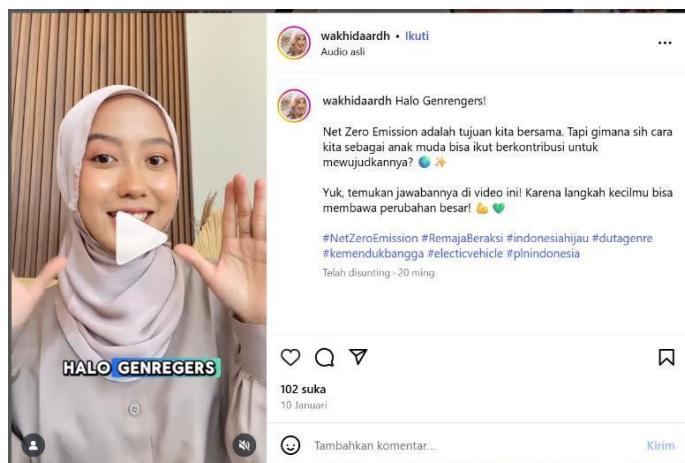 wakhidaardh • Ikuti
Audio asli
wakhidaardh Halo Genrengers!
Net Zero Emission adalah tujuan kita bersama. Tapi gimana sih cara
kita sebagai anak muda bisa ikut berkontribusi untuk
mewujudkannya? 🌍 ✨
Yuk, temukan jawabannya di video ini! Karena langkah kecilmu bisa
membawa perubahan besar! 💪 💚
#NetZeroEmission #RemajaBeraksi #indonesiahijau #dutagenre
#kemendukbangga #electicvehicle #plnindonesia
Telah disunting · 20 ming
HALO GENREGERS
102 suka
10 Januari
Tambahkan komentar...
Kirim